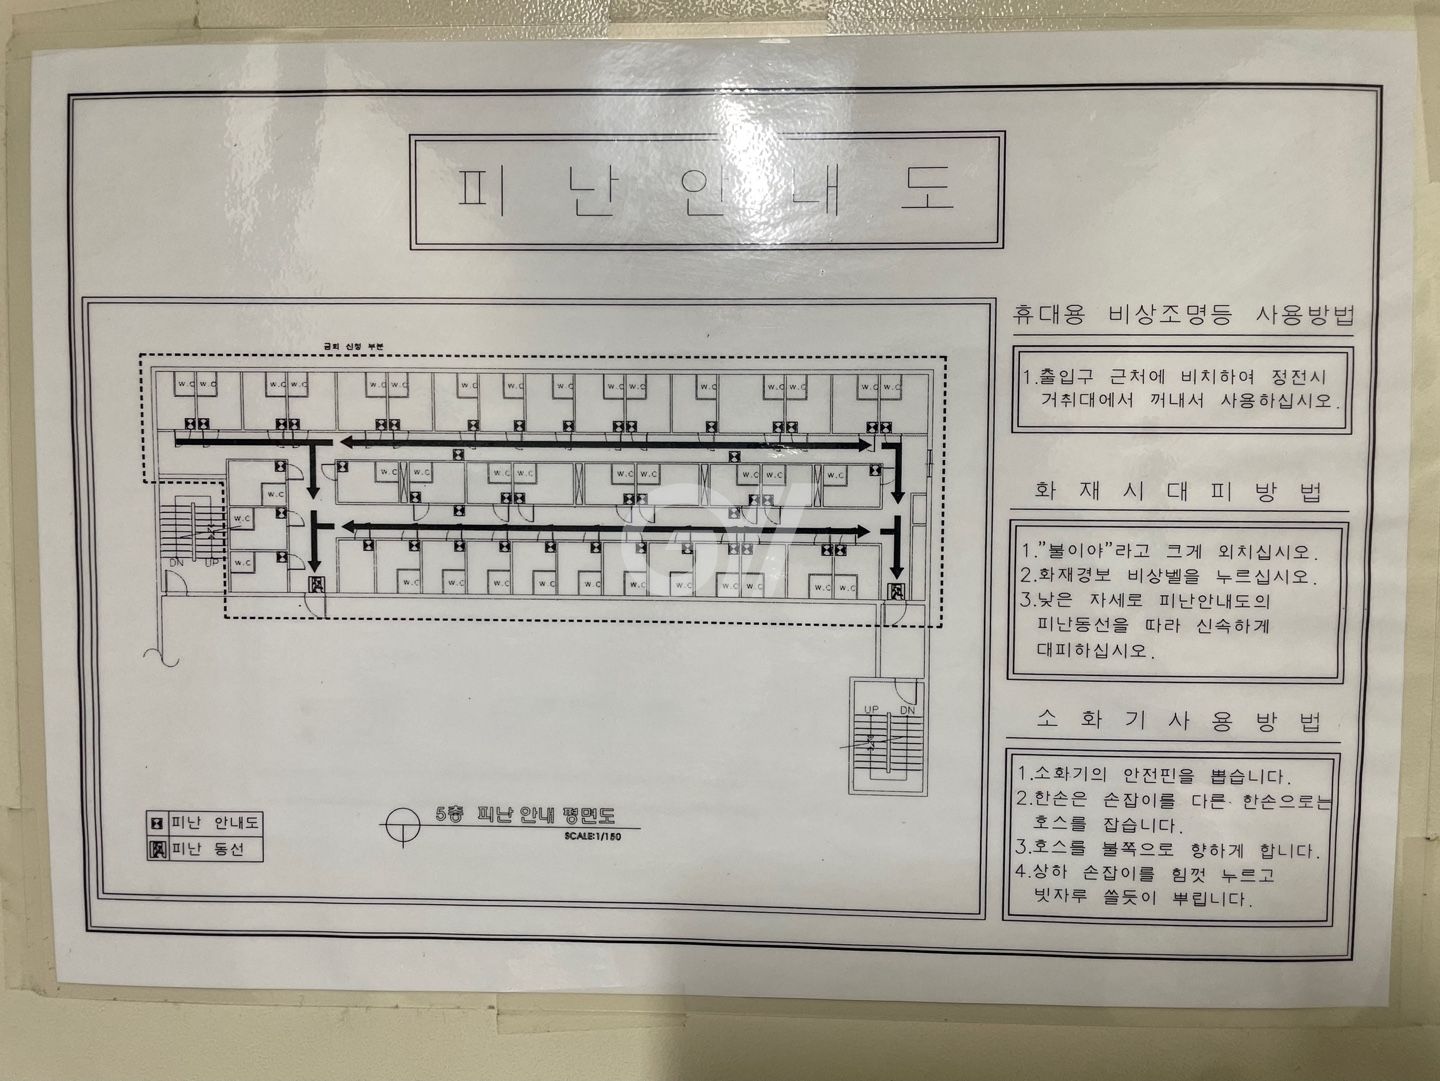 피난안내도
금회 신청 부분
W.C W.C W.C W.C W.C W.C W.C W.C W.C W.C W.C W.C W.C W.C W.C
W.C W.C W.C W.C W.C W.C W.C W.C W.C
W.C
W.C
W.C
W.C W.C W.C W.C W.C W.C W.C W.C W.C W.C
DN UP
UP DN
피난 안내도
피난 동선
5층 피난 안내 평면도
SCALE:1/150
휴대용 비상조명등 사용방법
1.출입구 근처에 비치하여 정전시
거취대에서 꺼내서 사용하십시오.
화재시대피방법
1."불이야"라고 크게 외치십시오.
2.화재경보 비상벨을 누르십시오.
3.낮은 자세로 피난안내도의
피난동선을 따라 신속하게
대피하십시오.
소화기사용방법
1.소화기의 안전핀을 뽑습니다.
2.한손은 손잡이를 다른 한손으로는
호스를 잡습니다.
3.호스를 불쪽으로 향하게 합니다.
4.상하 손잡이를 힘껏 누르고
빗자루 쓸듯이 뿌립니다.